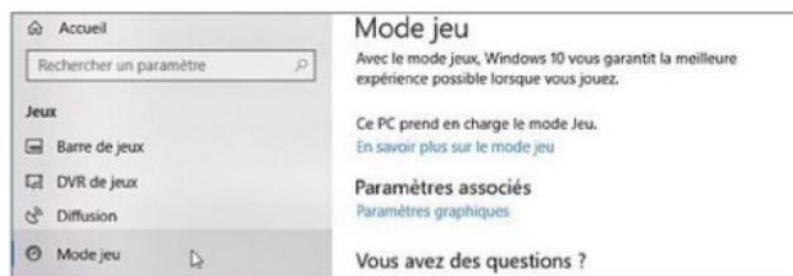 Accueil
Rechercher un paramètre
Jeux
Barre de jeux
DVR de jeux
Diffusion
Mode jeu
Mode jeu
Avec le mode jeux, Windows 10 vous garantit la meilleure
expérience possible lorsque vous jouez.
Ce PC prend en charge le mode Jeu.
En savoir plus sur le mode jeu
Paramètres associés
Paramètres graphiques
Vous avez des questions ?